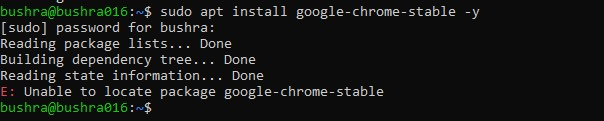 bushra@bushra016:~$ sudo apt install google-chrome-stable -y
[sudo] password for bushra:
Reading package lists... Done
Building dependency tree... Done
Reading state information... Done
E: Unable to locate package google-chrome-stable
bushra@bushra016:~$